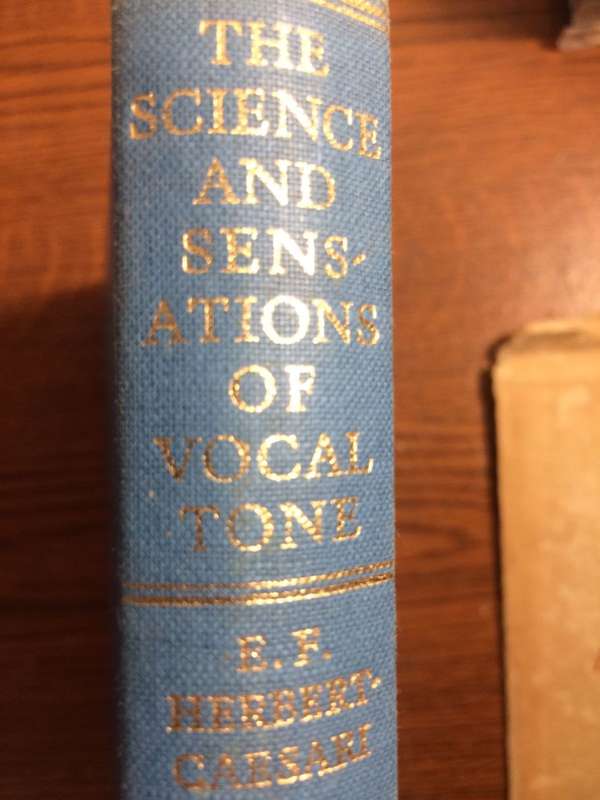 THE
SCIENCE
AND
SENS-
ATIONS
OF
VOCAL
TONE
E. F.
HERBERT-
CAESARI